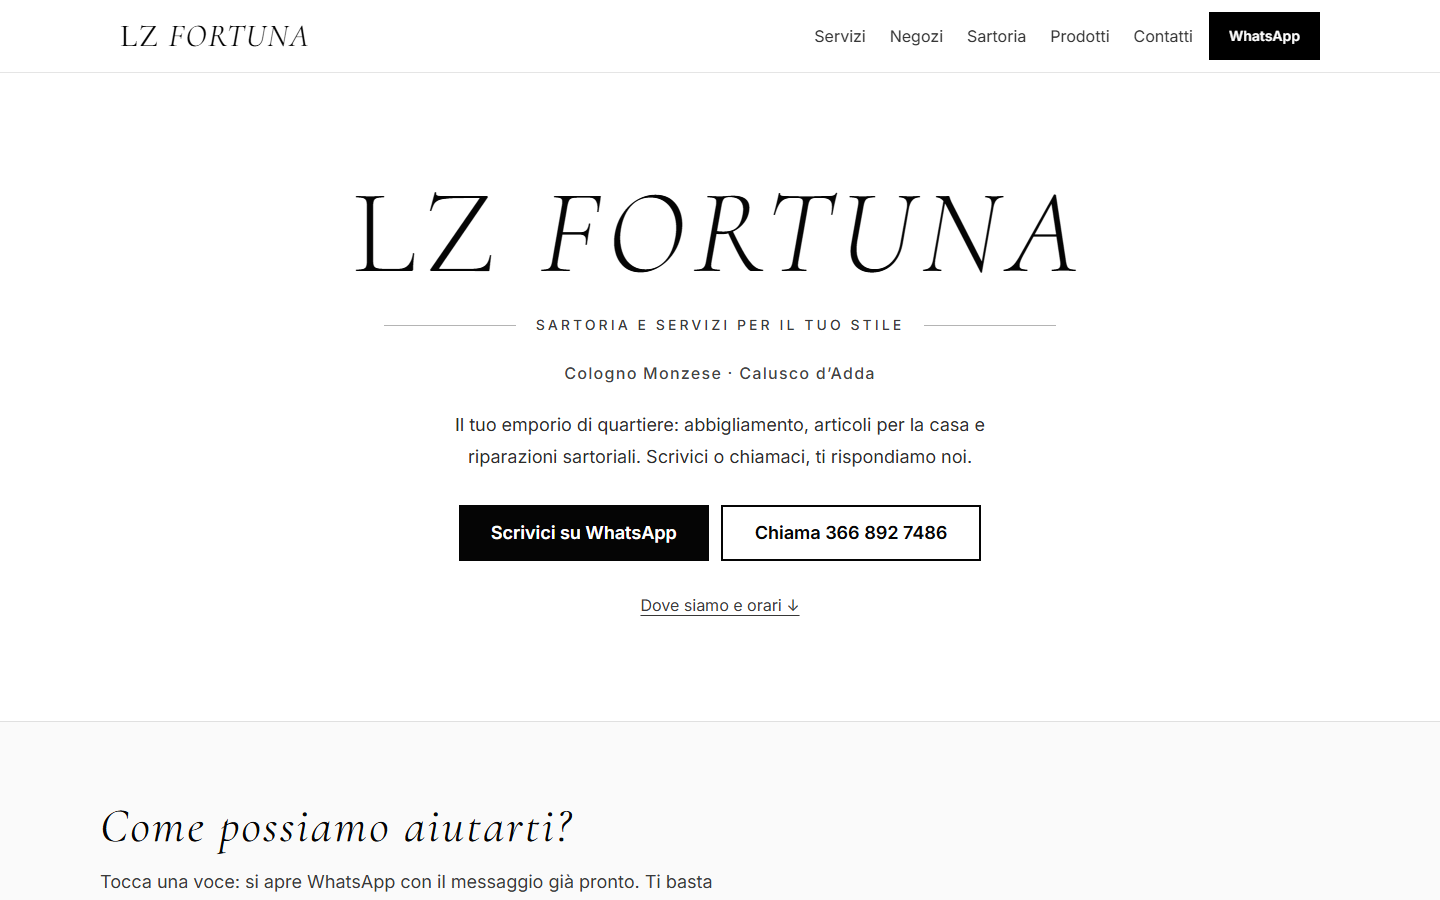 LZ FORTUNA
Servizi Negozi Sartoria Prodotti Contatti WhatsApp
LZ FORTUNA
SARTORIA E SERVIZI PER IL TUO STILE
Cologno Monzese · Calusco d’Adda
Il tuo emporio di quartiere: abbigliamento, articoli per la casa e
riparazioni sartoriali. Scrivici o chiamaci, ti rispondiamo noi.
Scrivici su WhatsApp
Chiama 366 892 7486
Dove siamo e orari ↓
Come possiamo aiutarti?
Tocca una voce: si apre WhatsApp con il messaggio già pronto. Ti basta